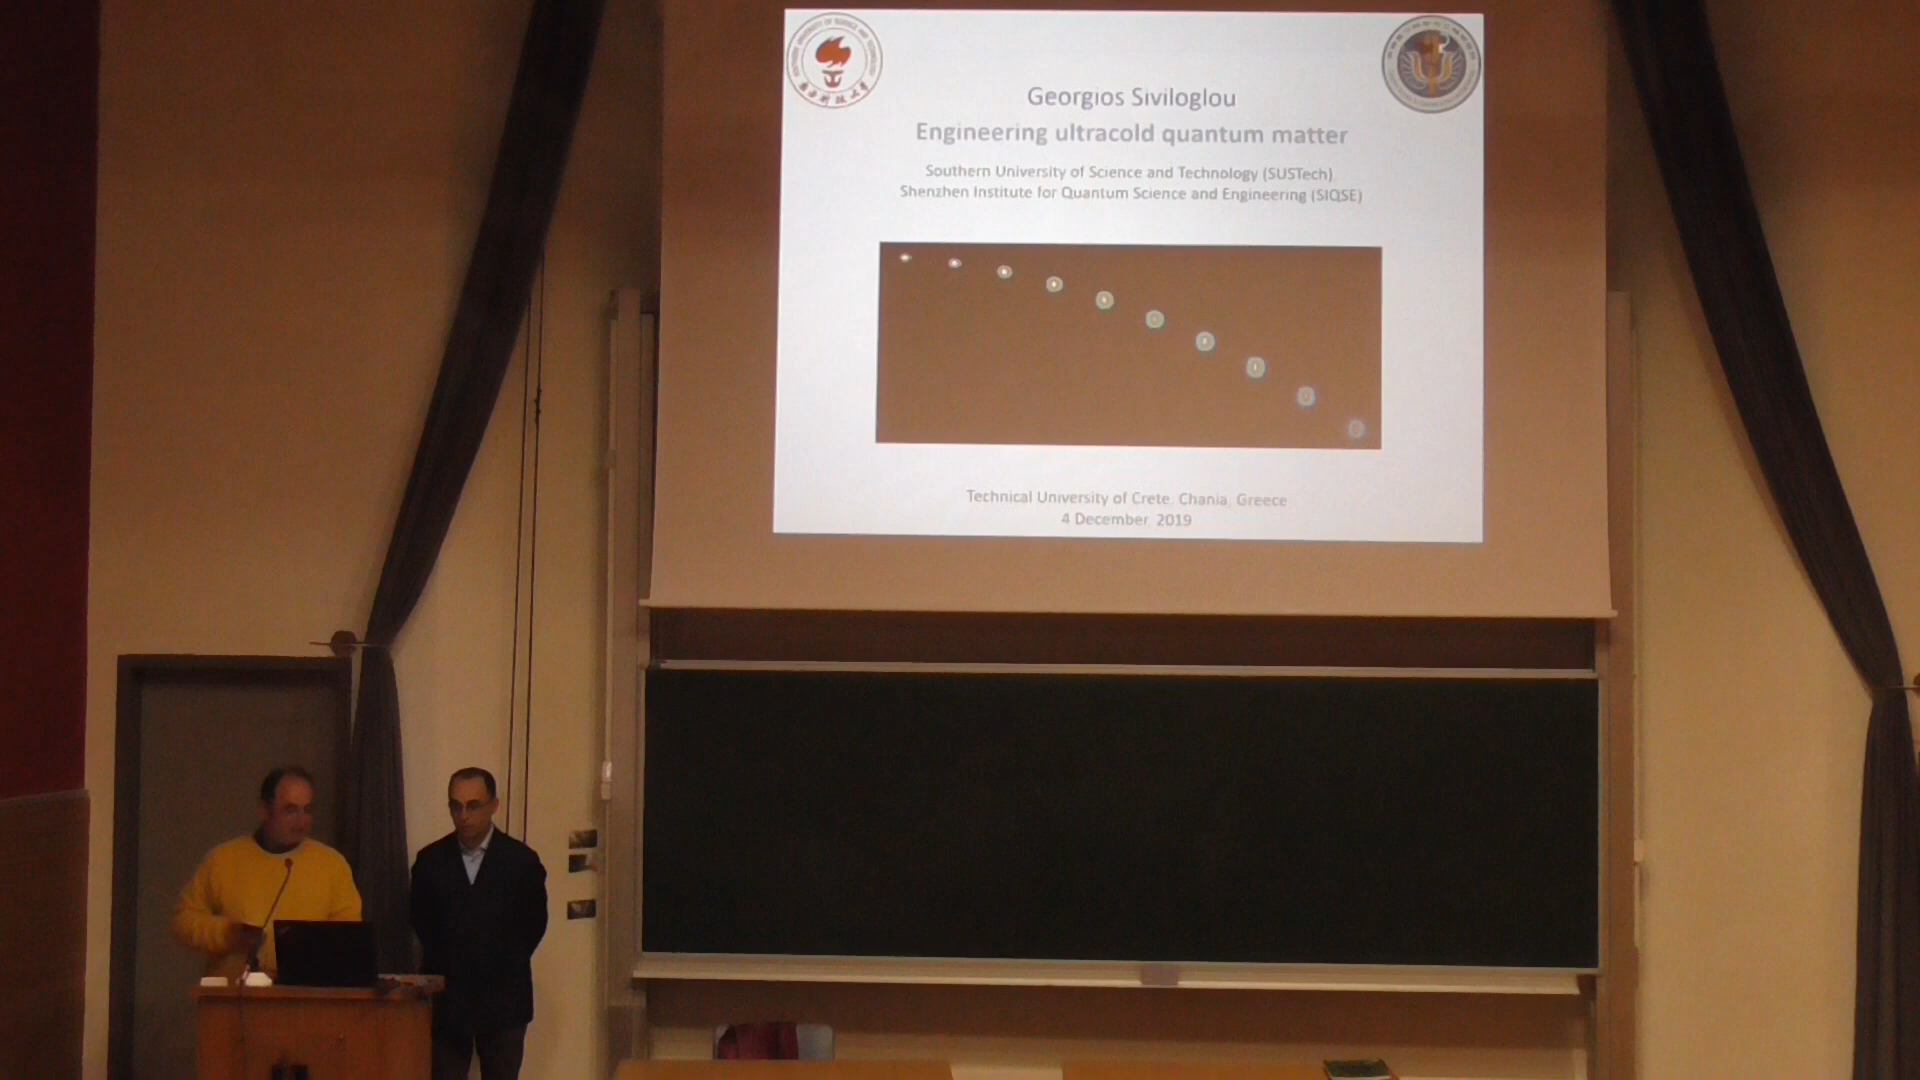 Georgios Siviloglou
Engineering ultracold quantum matter
Southern University of Science and Technology (SUSTech)
Shenzhen Institute for Quantum Science and Engineering (SIQSE)
Technical University of Crete, Chania, Greece
4 December, 2019